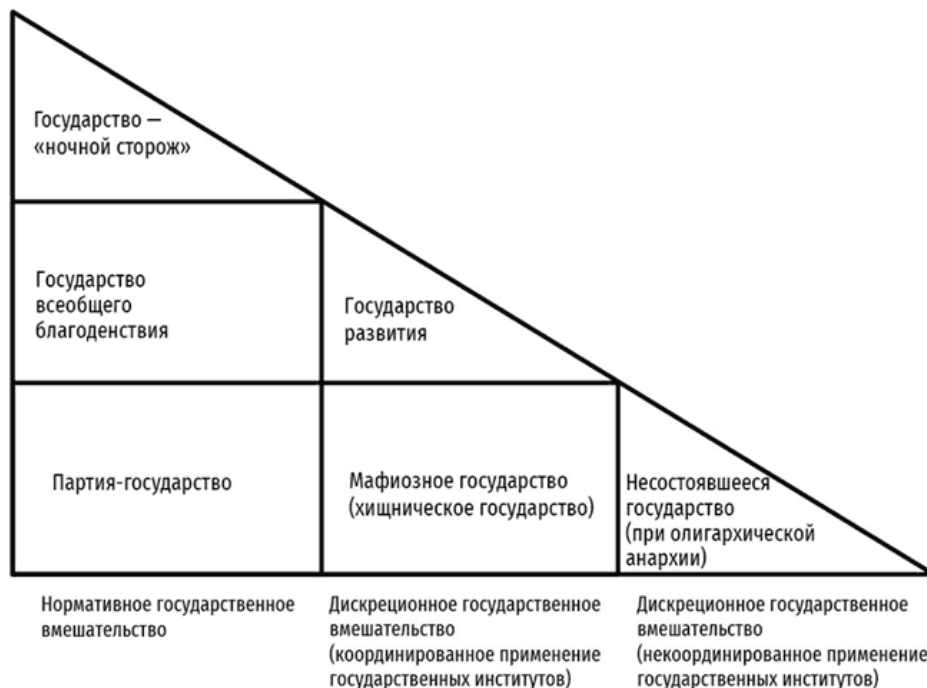 Государство —
«ночной сторож»
Государство
всеобщего
благоденствия
Государство
развития
Партия-государство
Мафиозное государство
(хищническое государство)
Несостоявшееся
государство
(при олигархической
анархии)
Нормативное государственное
вмешательство
Дискреционное государственное
вмешательство
(координированное применение
государственных институтов)
Дискреционное государственное
вмешательство
(некоординированное применение
государственных институтов)